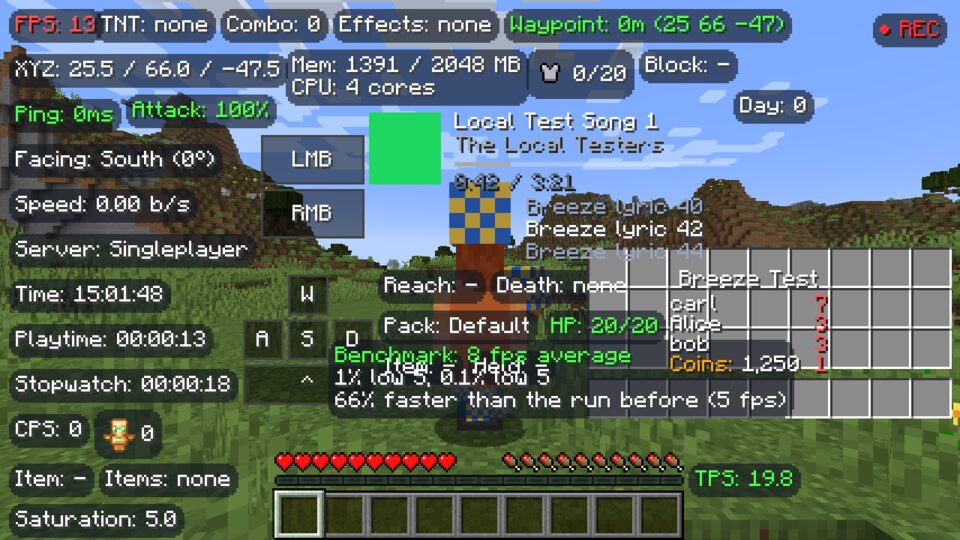 FPS: 13 TNT: none Combo: 0 Effects: none Waypoint: 0m (25 66 -47)
REC
XYZ: 25.5 / 66.0 / -47.5
Mem: 1391 / 2048 MB
CPU: 4 cores
0/20
Block: -
Day: 0
Ping: 0ms
Attack: 100%
Local Test Song 1
The Local Testers
0:42 / 3:21
Facing: South (0°)
LMB
Speed: 0.00 b/s
RMB
Breeze lyric 40
Breeze lyric 42
Breeze lyric 44
Server: Singleplayer
Time: 15:01:48
W
Reach: -
Death: none
Breeze Test
carl 7
Alice 3
bob 3
Coins: 1,250 1
Playtime: 00:00:13
A
S
D
Pack: Default
HP: 20/20
Benchmark: 8 fps average
Item: - Held: -
1% low 5, 0.1% low 5
66% faster than the run before (5 fps)
Stopwatch: 00:00:18
^
CPS: 0
0
Item: -
Items: none
TPS: 19.8
Saturation: 5.0